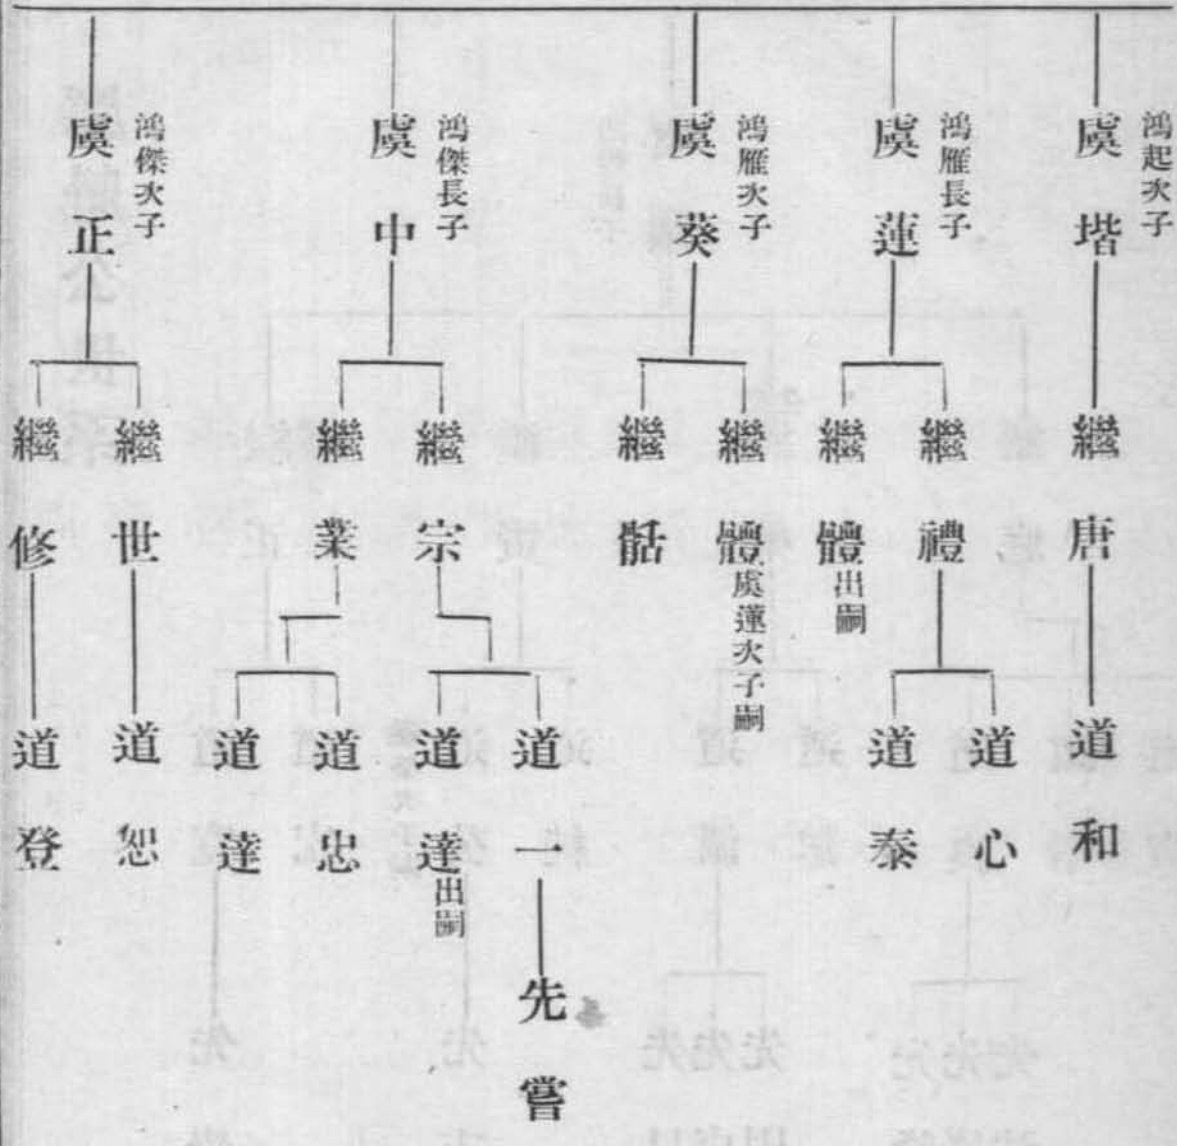 鴻起次子
虞堦
繼唐
道和
鴻雁長子
虞蓮
繼禮
道心
道泰
繼體出嗣
鴻雁次子
虞葵
繼體虞蓮次子嗣
繼髺
鴻傑長子
虞中
繼宗
道一
先嘗
道達出嗣
繼業
道忠
道達
鴻傑次子
虞正
繼世
道恕
繼修
道登